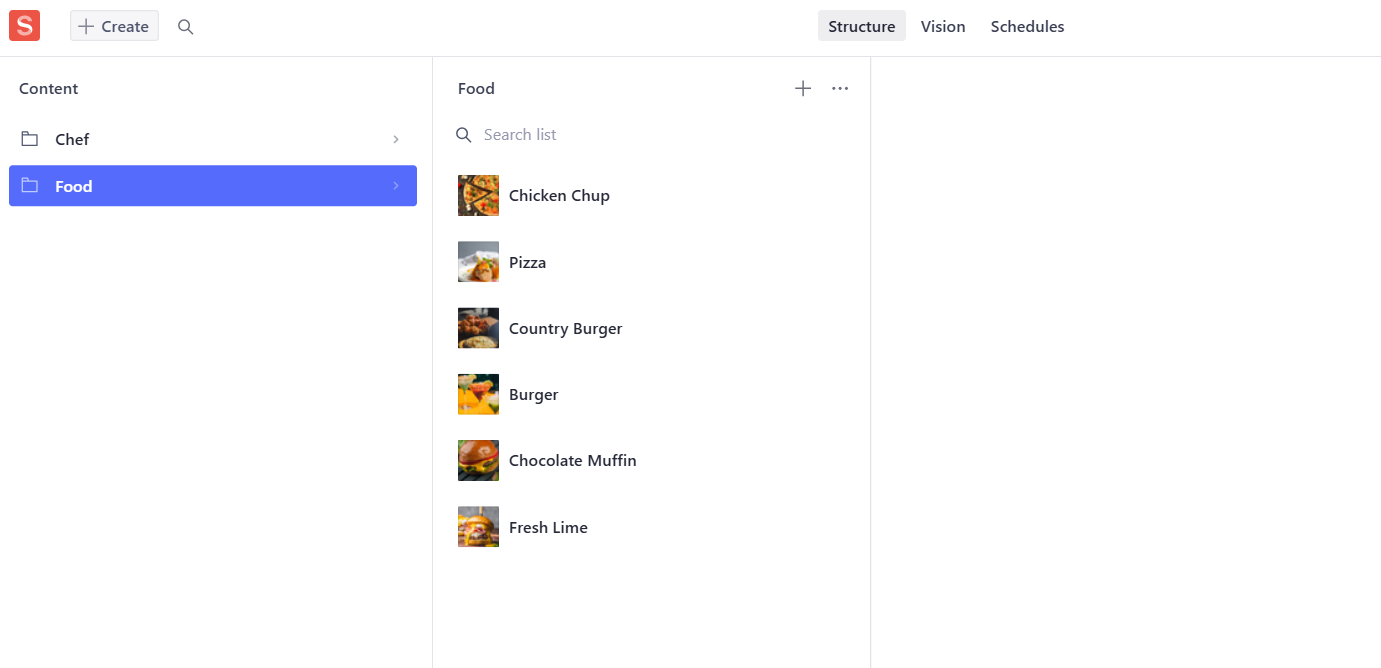 S
Create
Structure
Vision
Schedules
Content
Chef
Food
Food
Search list
Chicken Chup
Pizza
Country Burger
Burger
Chocolate Muffin
Fresh Lime